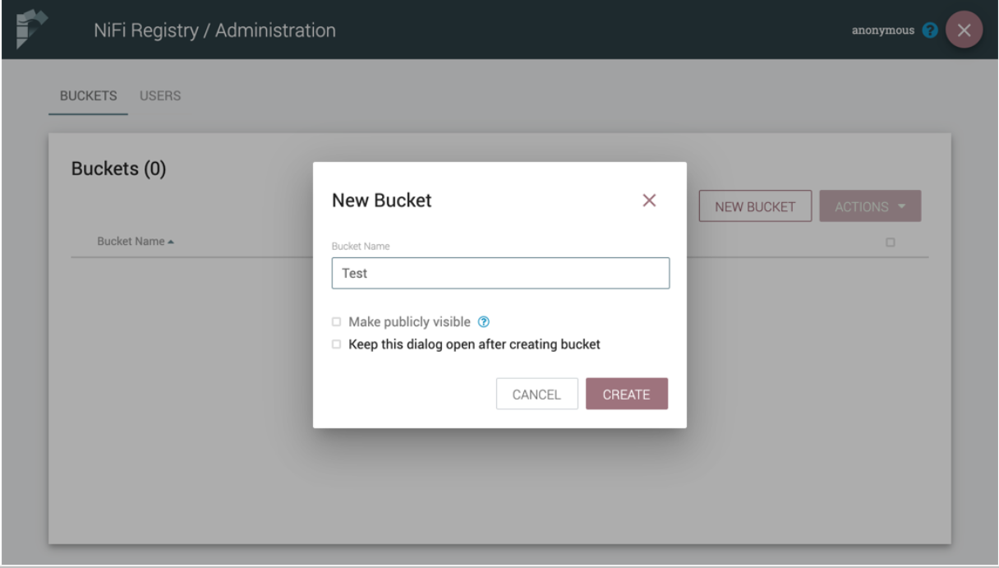 NiFi Registry / Administration
anonymous ?
BUCKETS USERS
Buckets (0)
New Bucket
NEW BUCKET ACTIONS
Bucket Name
Bucket Name
Test
Make publicly visible ?
Keep this dialog open after creating bucket
CANCEL CREATE